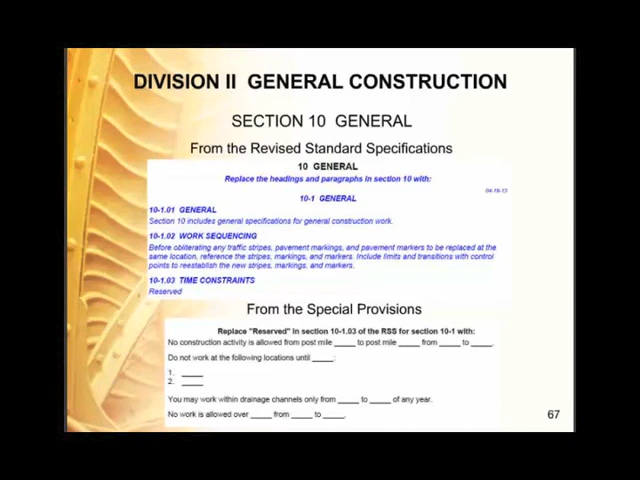 DIVISION II GENERAL CONSTRUCTION
SECTION 10 GENERAL
From the Revised Standard Specifications
10 GENERAL
Replace the headings and paragraphs in section 10 with:
04-19-13
10-1 GENERAL
10-1.01 GENERAL
Section 10 includes general specifications for general construction work.
10-1.02 WORK SEQUENCING
Before obliterating any traffic stripes, pavement markings, and pavement markers to be replaced at the
same location, reference the stripes, markings, and markers. Include limits and transitions with control
points to reestablish the new stripes, markings, and markers.
10-1.03 TIME CONSTRAINTS
Reserved
From the Special Provisions
Replace "Reserved" in section 10-1.03 of the RSS for section 10-1 with:
No construction activity is allowed from post mile _____ to post mile _____ from _____ to _____.
Do not work at the following locations until _____:
1. _____
2. _____
You may work within drainage channels only from _____ to _____ of any year.
No work is allowed over _____ from _____ to _____.
67